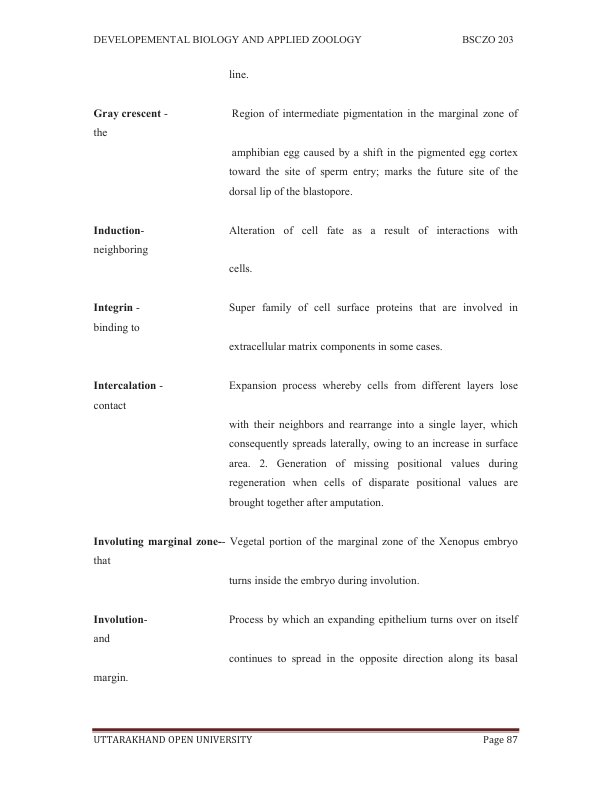 DEVELOPEMENTAL BIOLOGY AND APPLIED ZOOLOGY BSCZO 203
line.
Gray crescent - Region of intermediate pigmentation in the marginal zone of
the
amphibian egg caused by a shift in the pigmented egg cortex
toward the site of sperm entry; marks the future site of the
dorsal lip of the blastopore.
Induction- Alteration of cell fate as a result of interactions with
neighboring
cells.
Integrin - Super family of cell surface proteins that are involved in
binding to
extracellular matrix components in some cases.
Intercalation - Expansion process whereby cells from different layers lose
contact
with their neighbors and rearrange into a single layer, which
consequently spreads laterally, owing to an increase in surface
area. 2. Generation of missing positional values during
regeneration when cells of disparate positional values are
brought together after amputation.
Involuting marginal zone-- Vegetal portion of the marginal zone of the Xenopus embryo
that
turns inside the embryo during involution.
Involution- Process by which an expanding epithelium turns over on itself
and
continues to spread in the opposite direction along its basal
margin.
UTTARAKHAND OPEN UNIVERSITY Page 87